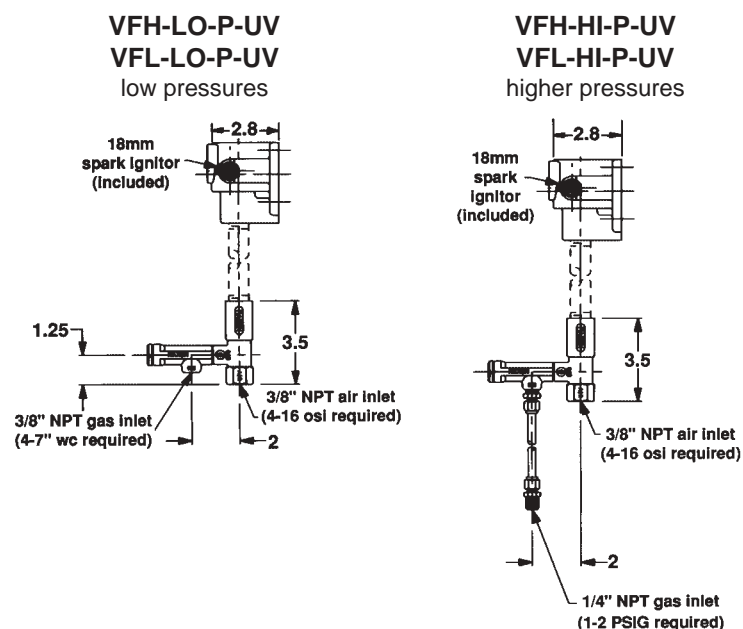 VFH-LO-P-UV
VFL-LO-P-UV
low pressures
2.8
18mm
spark ignitor
(included)
1.25
3.5
3/8" NPT gas inlet
(4-7" wc required)
3/8" NPT air inlet
(4-16 osi required)
2
VFH-HI-P-UV
VFL-HI-P-UV
higher pressures
2.8
18mm
spark
ignitor
(included)
3.5
3/8" NPT air inlet
(4-16 osi required)
2
1/4" NPT gas inlet
(1-2 PSIG required)